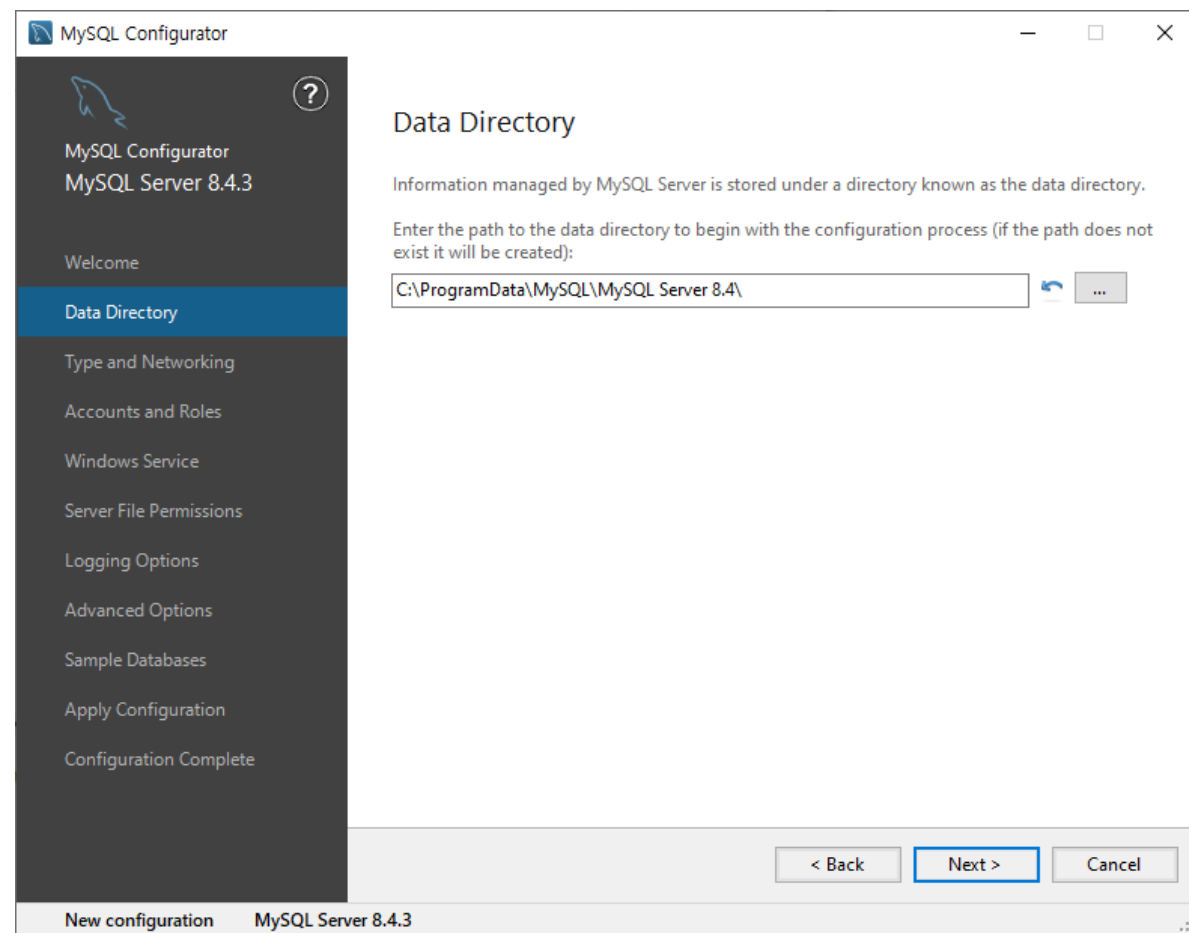 MySQL Configurator
?
MySQL Configurator
MySQL Server 8.4.3
Welcome
Data Directory
Type and Networking
Accounts and Roles
Windows Service
Server File Permissions
Logging Options
Advanced Options
Sample Databases
Apply Configuration
Configuration Complete
Data Directory
Information managed by MySQL Server is stored under a directory known as the data directory.
Enter the path to the data directory to begin with the configuration process (if the path does not
exist it will be created):
C:\ProgramData\MySQL\MySQL Server 8.4\
...
< Back
Next >
Cancel
New configuration
MySQL Server 8.4.3